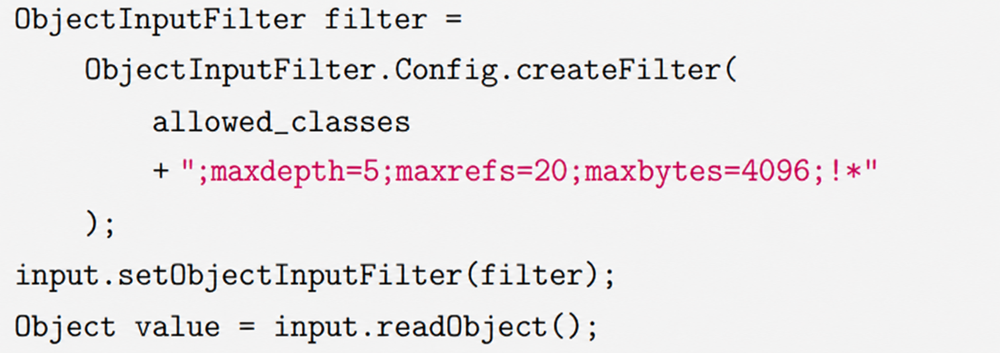 ObjectInputFilter filter =
ObjectInputFilter.Config.createFilter(
allowed_classes
+ ";maxdepth=5;maxrefs=20;maxbytes=4096;!*"
);
input.setObjectInputFilter(filter);
Object value = input.readObject();